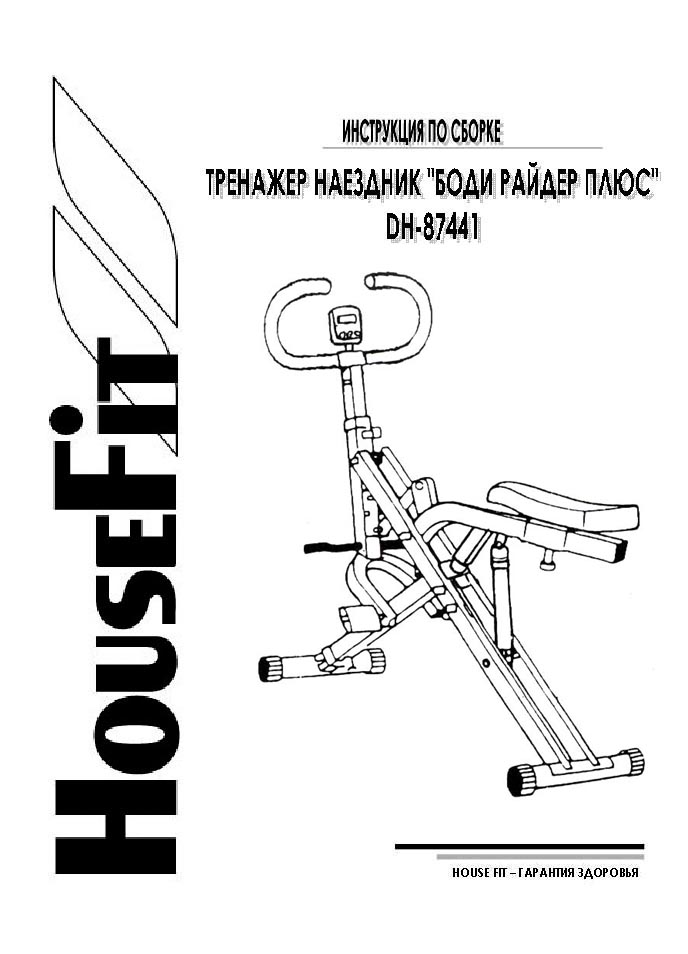 ИНСТРУКЦИЯ ПО СБОРКЕ
ТРЕНАЖЕР НАЕЗДНИК "БОДИ РАЙДЕР ПЛЮС"
DH-87441
HOUSEFIT
HOUSE FIT – ГАРАНТИЯ ЗДОРОВЬЯ